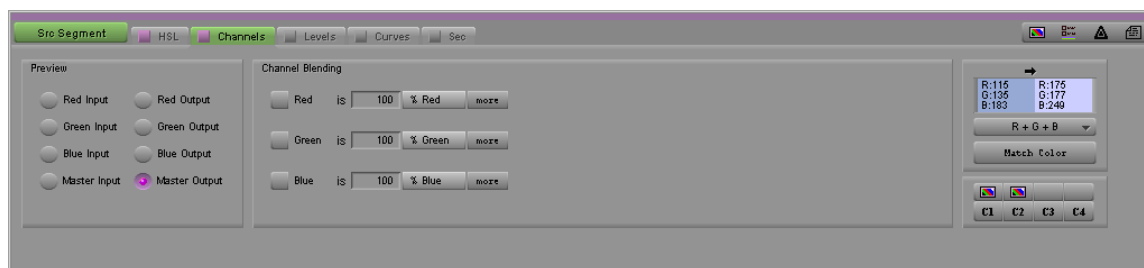 Src Segment HSL Channels Levels Curves Sec
Preview
Red Input Red Output
Green Input Green Output
Blue Input Blue Output
Master Input Master Output
Channel Blending
Red is 100 % Red more
Green is 100 % Green more
Blue is 100 % Blue more
R:115 R:175
G:135 G:177
B:183 B:249
R + G + B
Match Color
C1 C2 C3 C4